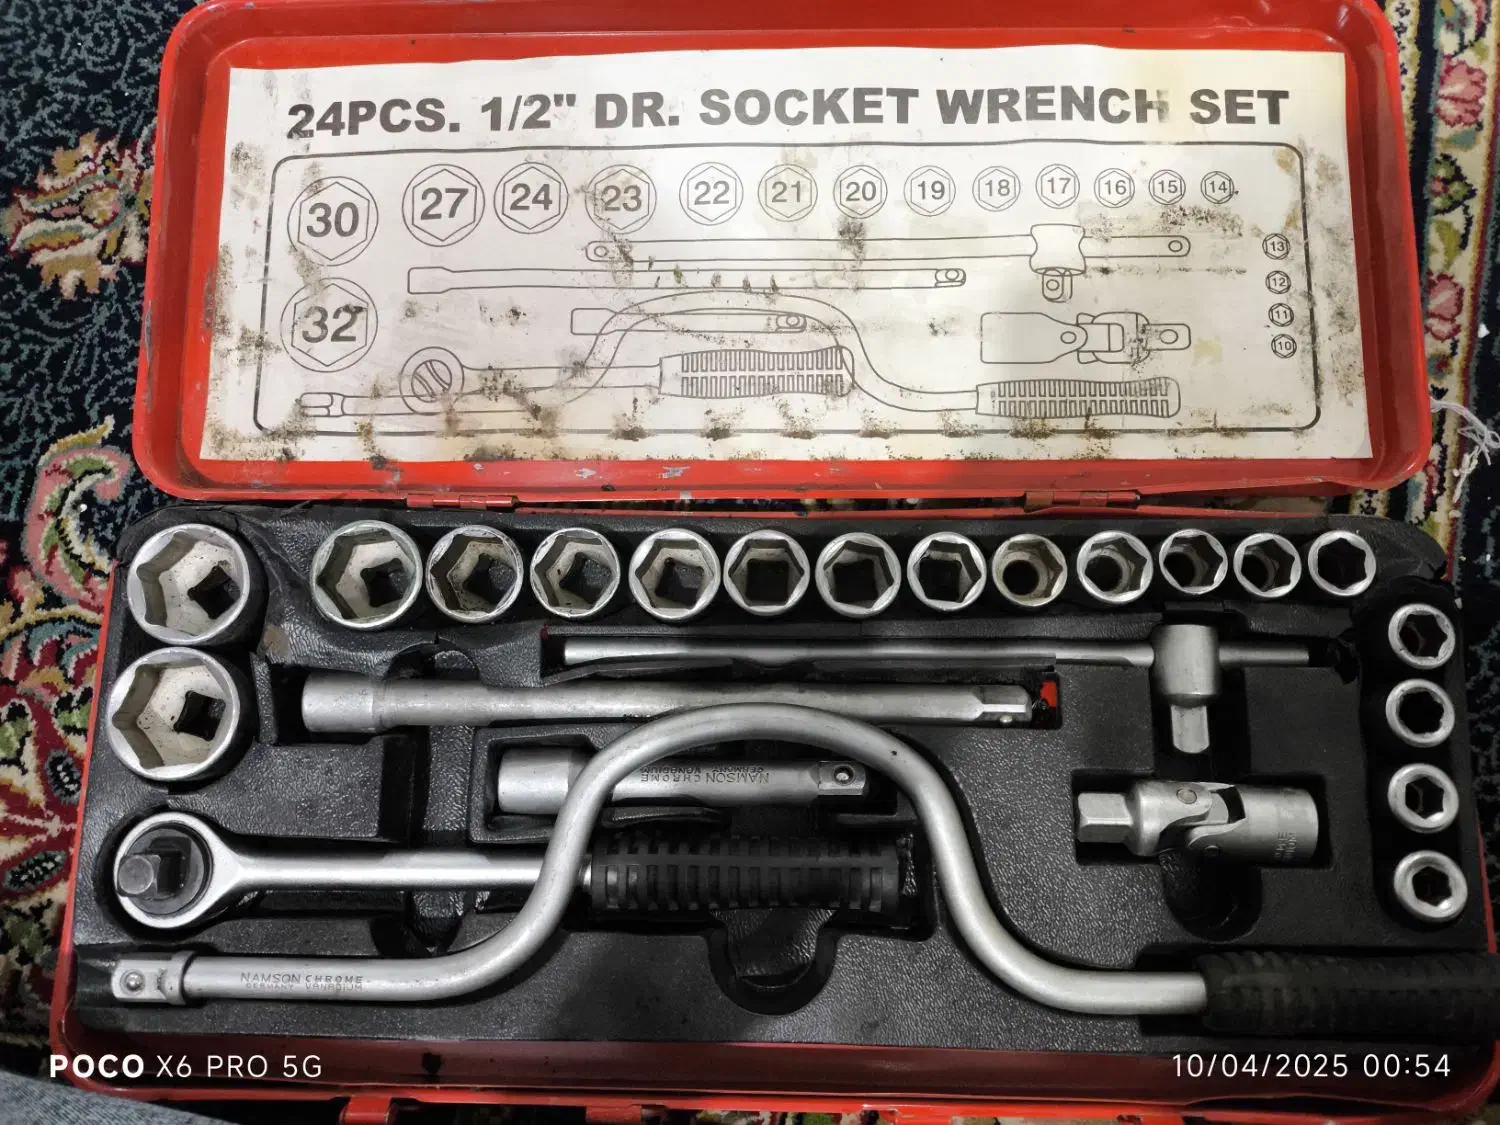 24PCS. 1/2" DR. SOCKET WRENCH SET
30 27 24 23 22 21 20 19 18 17 16 15 14
13
32
12
11
10
NAMSON CHROME
GERMANY VANADIUM
NAMSON CHROME
GERMANY VANADIUM
POCO X6 PRO 5G
10/04/2025 00:54